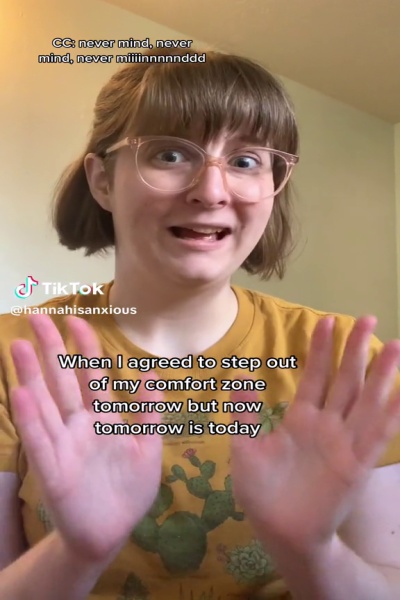 CC: never mind, never
mind, never miiiinnnnnddd
TikTok
@hannahisanxious
When I agreed to step out
of my comfort zone
tomorrow but now
tomorrow is today